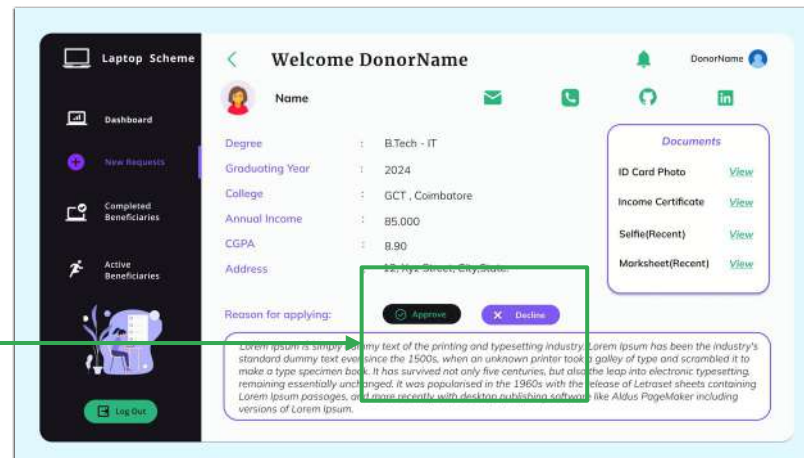 Laptop Scheme
Welcome DonorName
DonorName
Name
Dashboard
New Requests
Completed
Beneficiaries
Active
Beneficiaries
Log Out
Degree : B.Tech - IT
Graduating Year : 2024
College : GCT , Coimbatore
Annual Income : 85.000
CGPA : 8.90
Address 12, Xyz Street, City,State.
Documents
ID Card Photo View
Income Certificate View
Selfie(Recent) View
Marksheet(Recent) View
Reason for applying:
Approve
X Decline
Lorem Ipsum is simply dummy text of the printing and typesetting industry. Lorem Ipsum has been the industry's
standard dummy text ever since the 1500s, when an unknown printer took a galley of type and scrambled it to
make a type specimen book. It has survived not only five centuries, but also the leap into electronic typesetting,
remaining essentially unchanged. It was popularised in the 1960s with the release of Letraset sheets containing
Lorem Ipsum passages, and more recently with desktop publishing software like Aldus PageMaker including
versions of Lorem Ipsum.